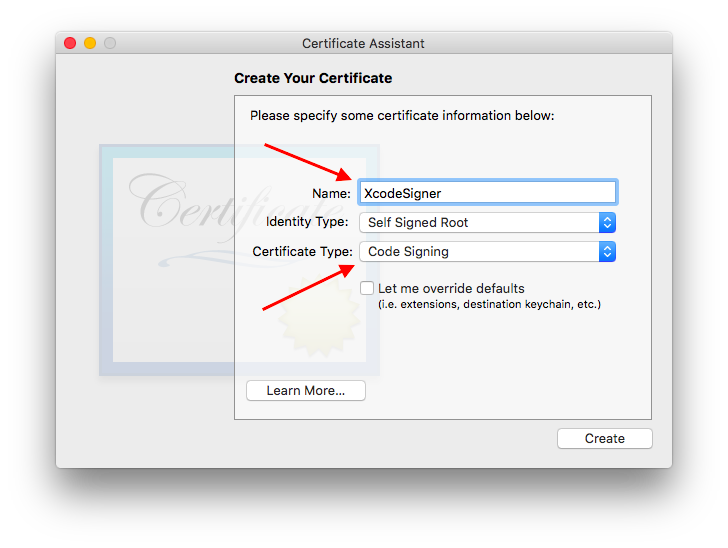 Certificate Assistant
Create Your Certificate
Please specify some certificate information below:
Certificate
Name: XcodeSigner
Identity Type: Self Signed Root
Certificate Type: Code Signing
Let me override defaults
(i.e. extensions, destination keychain, etc.)
Learn More...
Create